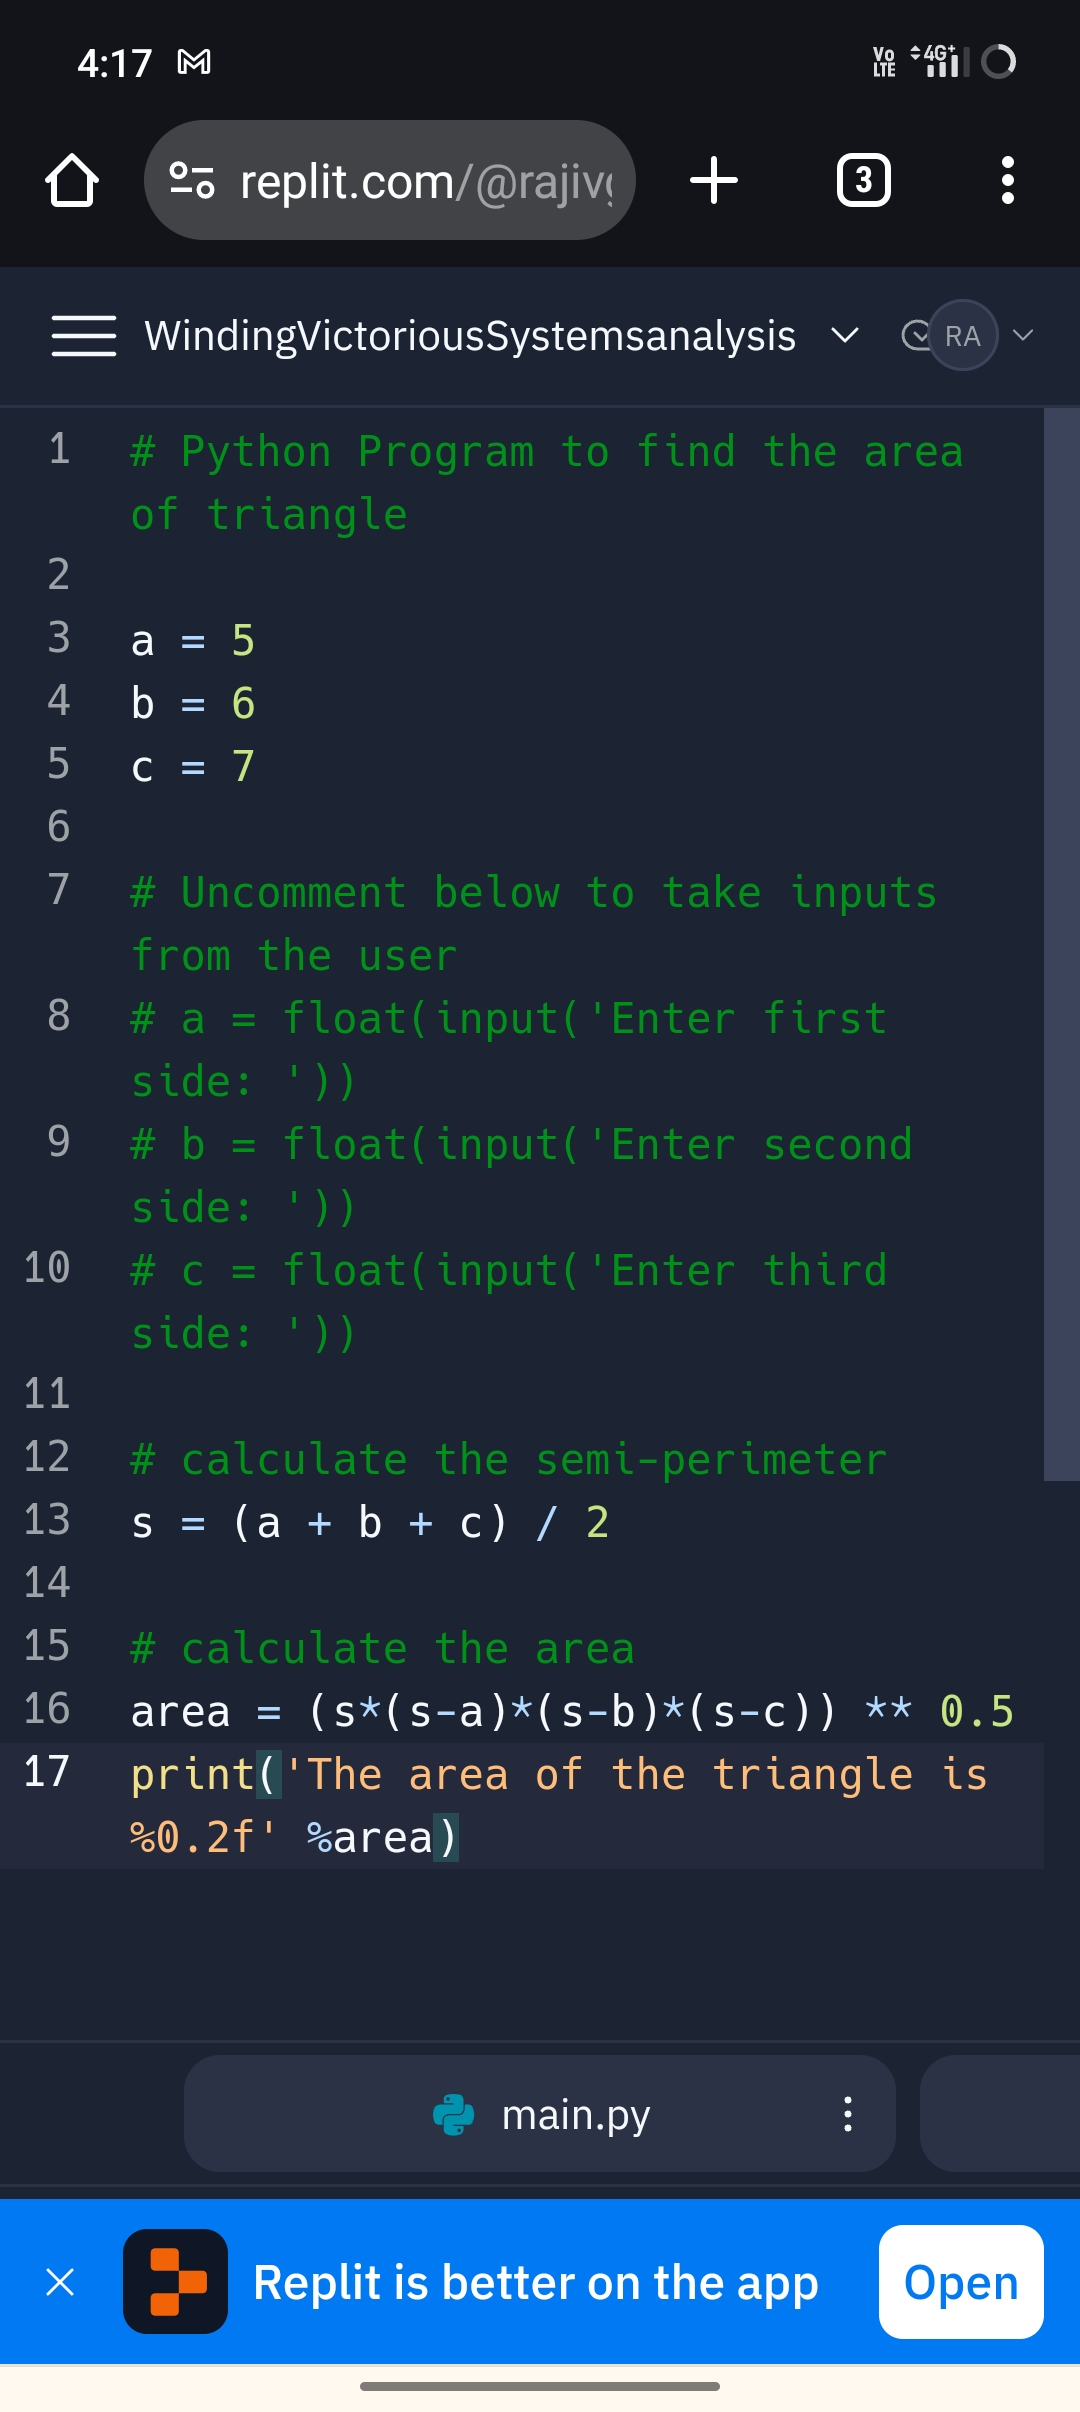 4:17
Vo LTE 4G+
replit.com/@rajiv
3
WindingVictoriousSystemsanalysis
RA
1 # Python Program to find the area
of triangle
2
3 a = 5
4 b = 6
5 c = 7
6
7 # Uncomment below to take inputs
from the user
8 # a = float(input('Enter first
side: '))
9 # b = float(input('Enter second
side: '))
10 # c = float(input('Enter third
side: '))
11
12 # calculate the semi-perimeter
13 s = (a + b + c) / 2
14
15 # calculate the area
16 area = (s*(s-a)*(s-b)*(s-c)) ** 0.5
17 print('The area of the triangle is
%0.2f' %area)
main.py
Replit is better on the app
Open